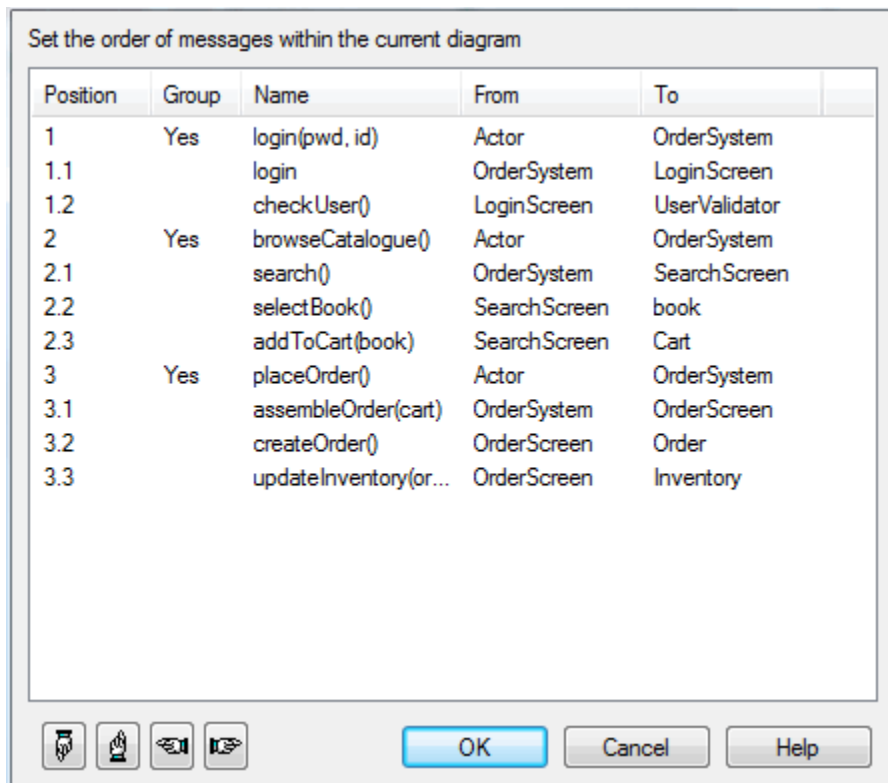 Set the order of messages within the current diagram
Position Group Name From To
1 Yes login(pwd, id) Actor OrderSystem
1.1 login OrderSystem LoginScreen
1.2 checkUser() LoginScreen UserValidator
2 Yes browseCatalogue() Actor OrderSystem
2.1 search() OrderSystem SearchScreen
2.2 selectBook() SearchScreen book
2.3 addToCart(book) SearchScreen Cart
3 Yes placeOrder() Actor OrderSystem
3.1 assembleOrder(cart) OrderSystem OrderScreen
3.2 createOrder() OrderScreen Order
3.3 updateInventory(or... OrderScreen Inventory
OK Cancel Help